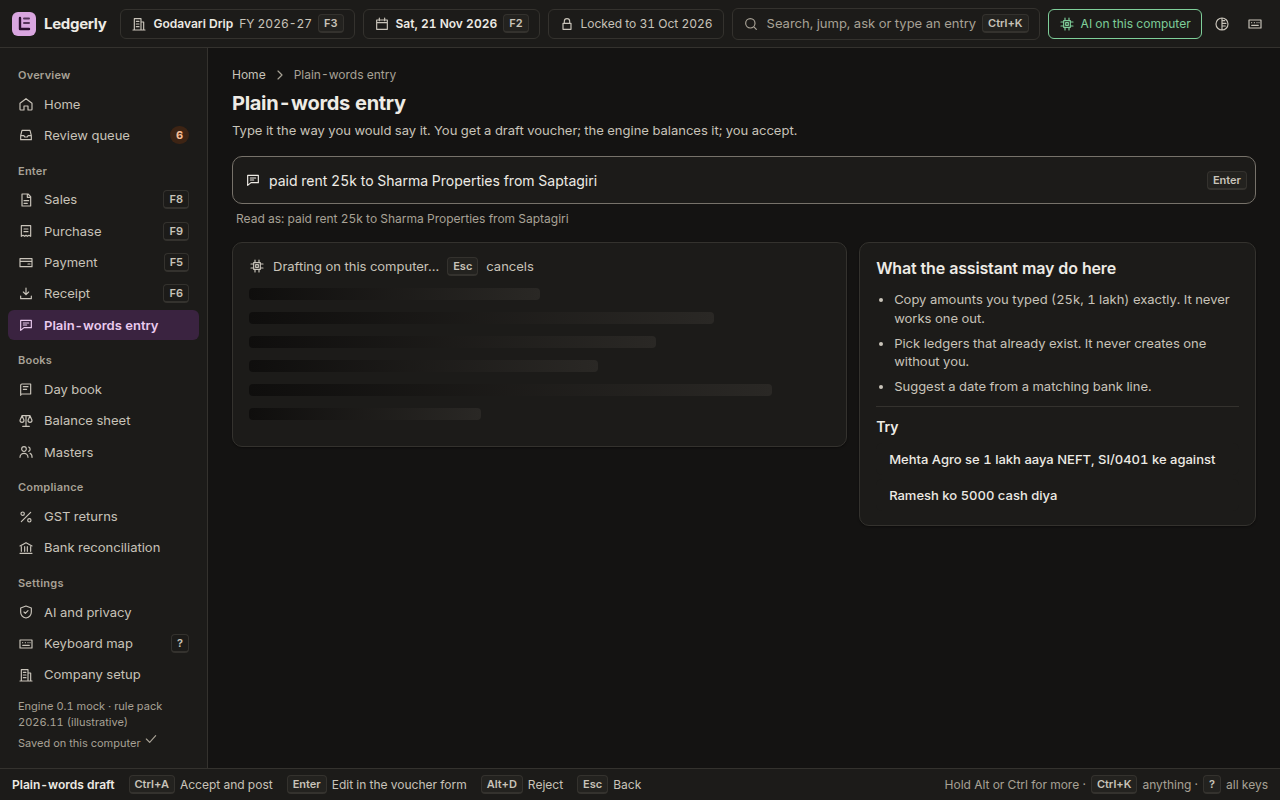 Ledgerly
Godavari Drip FY 2026-27 F3
Sat, 21 Nov 2026 F2
Locked to 31 Oct 2026
Search, jump, ask or type an entry Ctrl+K
AI on this computer
Overview
Home
Review queue 6
Enter
Sales F8
Purchase F9
Payment F5
Receipt F6
Plain-words entry
Books
Day book
Balance sheet
Masters
Compliance
GST returns
Bank reconciliation
Settings
AI and privacy
Keyboard map ?
Company setup
Engine 0.1 mock · rule pack
2026.11 (illustrative)
Saved on this computer
Home > Plain-words entry
Plain-words entry
Type it the way you would say it. You get a draft voucher; the engine balances it; you accept.
paid rent 25k to Sharma Properties from Saptagiri Enter
Read as: paid rent 25k to Sharma Properties from Saptagiri
Drafting on this computer... Esc cancels
What the assistant may do here
• Copy amounts you typed (25k, 1 lakh) exactly. It never
works one out.
• Pick ledgers that already exist. It never creates one
without you.
• Suggest a date from a matching bank line.
Try
Mehta Agro se 1 lakh aaya NEFT, SI/0401 ke against
Ramesh ko 5000 cash diya
Plain-words draft Ctrl+A Accept and post Enter Edit in the voucher form Alt+D Reject Esc Back
Hold Alt or Ctrl for more · Ctrl+K anything · ? all keys